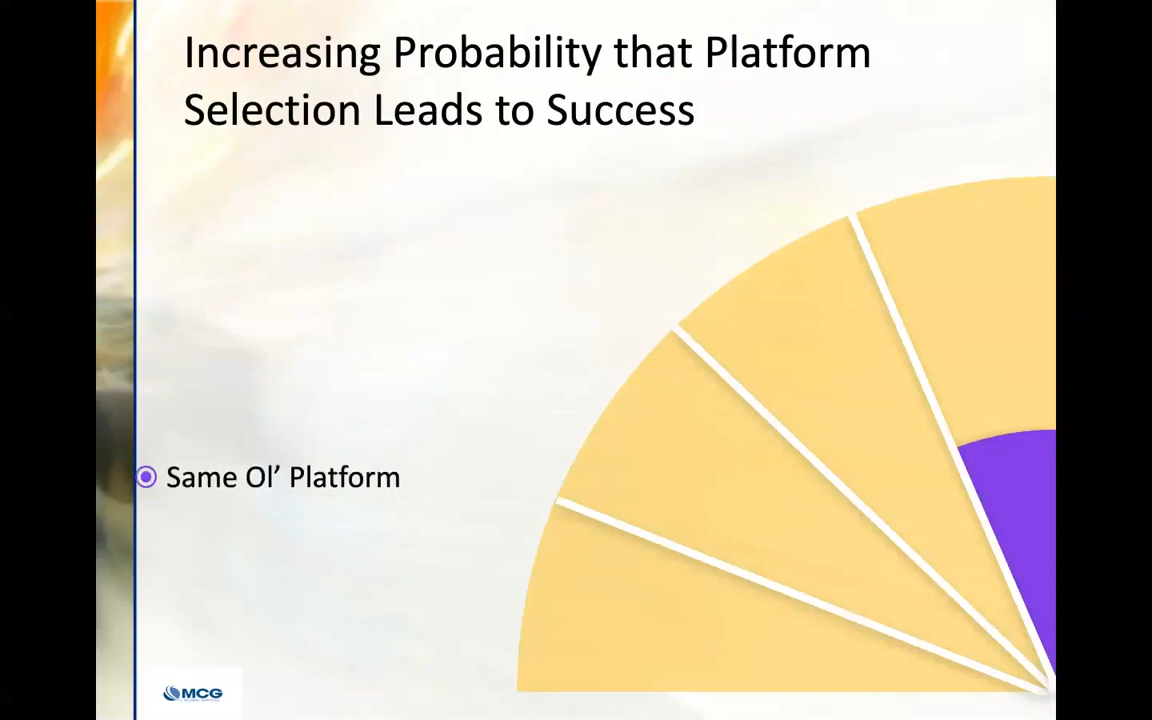 Increasing Probability that Platform
Selection Leads to Success
Same Ol’ Platform
MCG